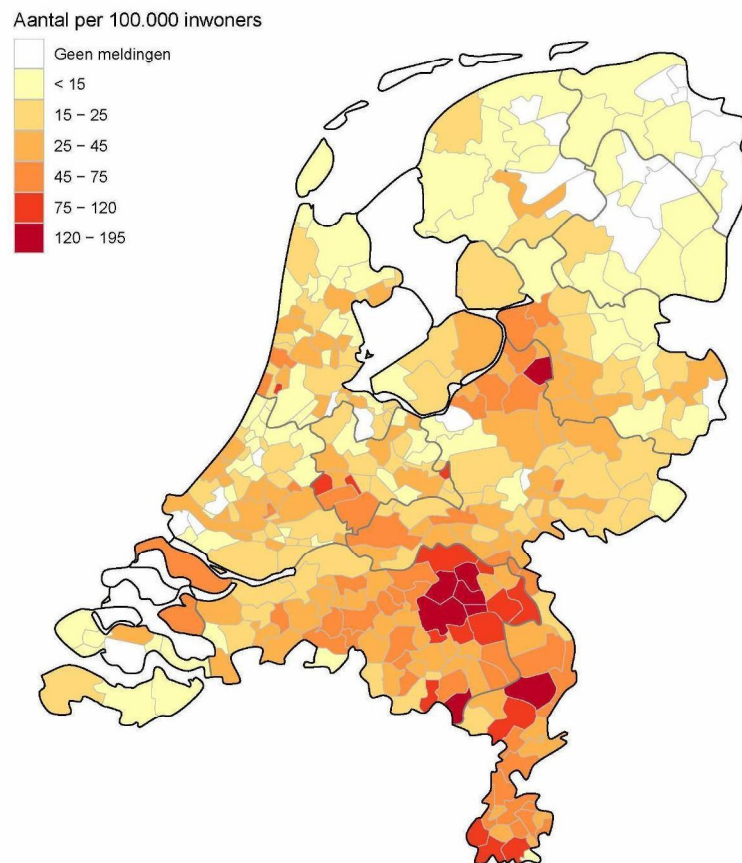 Aantal per 100.000 inwoners
Geen meldingen
< 15
15 – 25
25 – 45
45 – 75
75 – 120
120 – 195